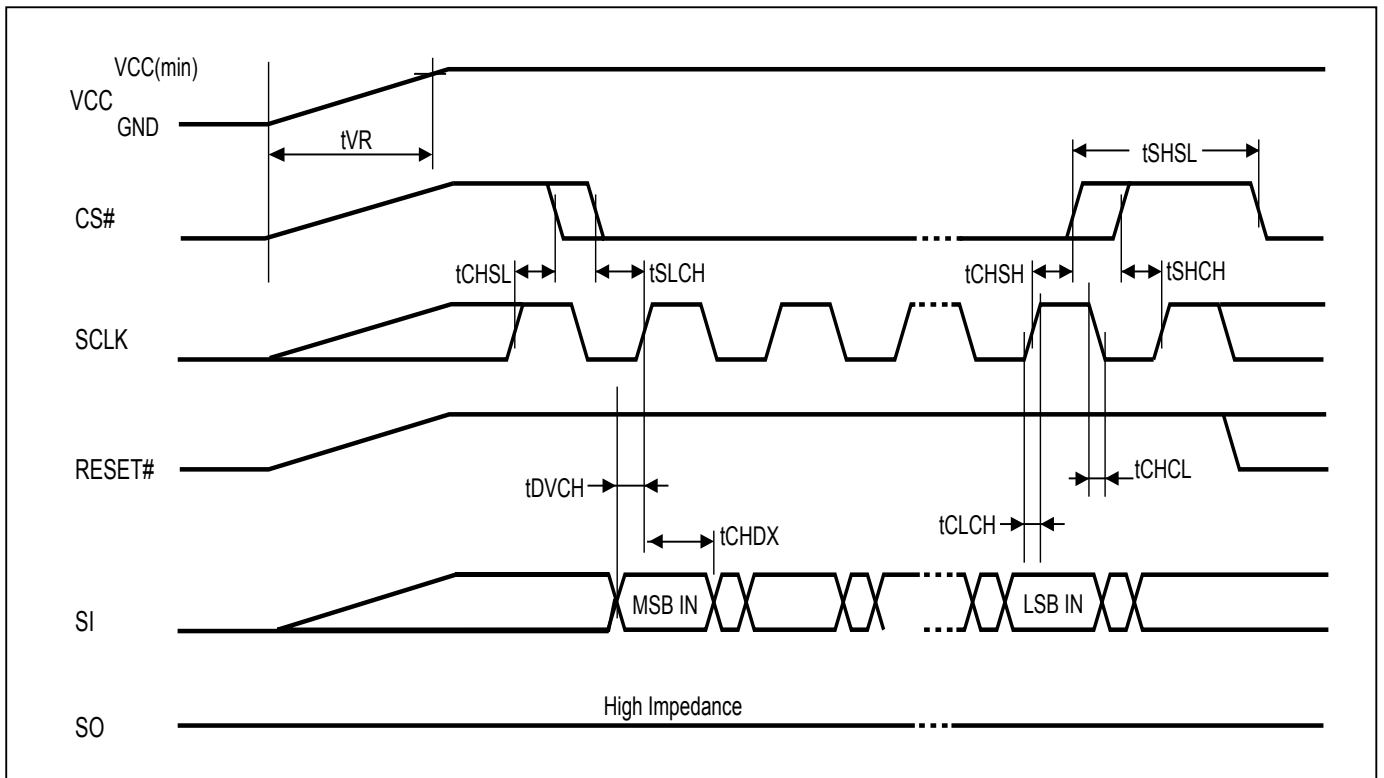 VCC(min)
VCC
GND
tVR
tSHSL
CS#
tCHSL
tSLCH
tCHSH
tSHCH
SCLK
RESET#
tDVCH
tCHCL
tCLCH
tCHDX
SI
MSB IN
LSB IN
High Impedance
SO